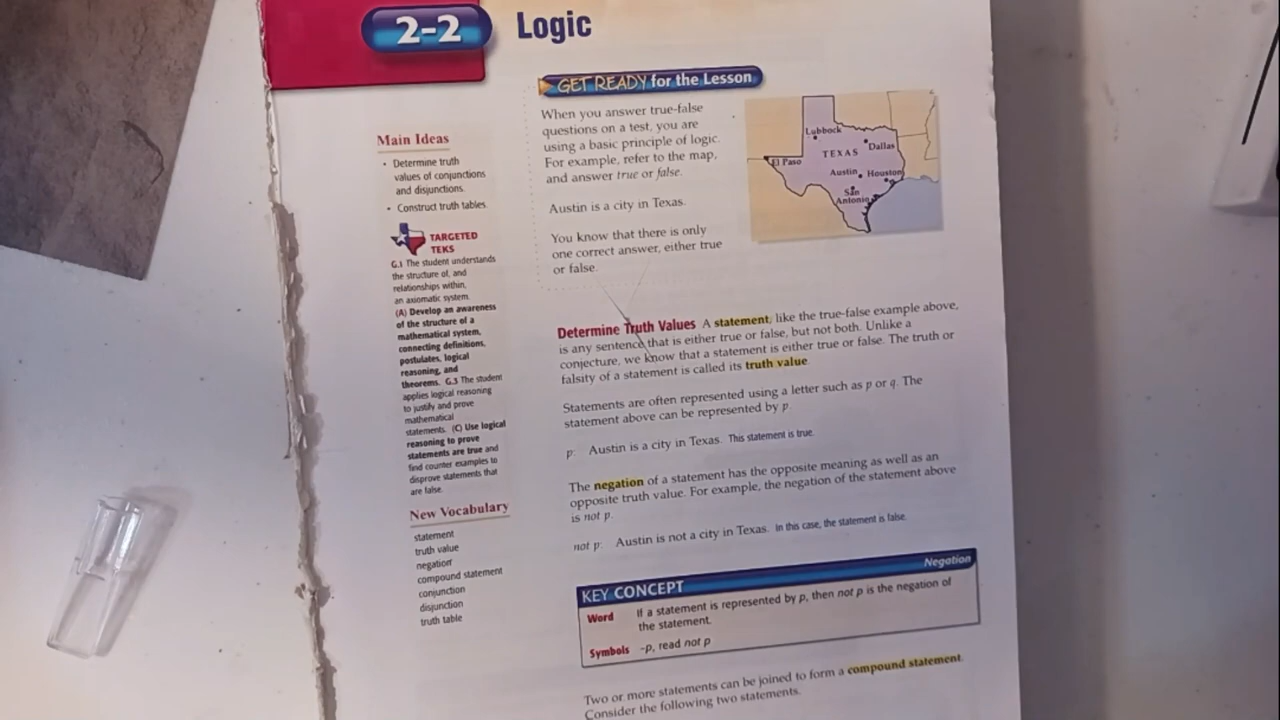 2-2 Logic
GET READY for the Lesson
When you answer true-false
questions on a test, you are
using a basic principle of logic.
For example, refer to the map,
and answer true or false.
Austin is a city in Texas.
You know that there is only
one correct answer, either true
or false.
Lubbock
Dallas
TEXAS
El Paso
Austin
Houston
San
Antonio
Main Ideas
• Determine truth
values of conjunctions
and disjunctions.
• Construct truth tables.
TARGETED
TEKS
G.1 The student understands
the structure of, and
relationships within,
an axiomatic system.
(A) Develop an awareness
of the structure of a
mathematical system,
connecting definitions,
postulates, logical
reasoning, and
theorems. G.3 The student
applies logical reasoning
to justify and prove
mathematical
statements. (C) Use logical
reasoning to prove
statements are true and
find counter examples to
disprove statements that
are false.
New Vocabulary
statement
truth value
negation
compound statement
conjunction
disjunction
truth table
Determine Truth Values A statement, like the true-false example above,
is any sentence that is either true or false, but not both. Unlike a
conjecture, we know that a statement is either true or false. The truth or
falsity of a statement is called its truth value.
Statements are often represented using a letter such as p or q. The
statement above can be represented by p.
p: Austin is a city in Texas. This statement is true.
The negation of a statement has the opposite meaning as well as an
opposite truth value. For example, the negation of the statement above
is not p.
not p: Austin is not a city in Texas. In this case, the statement is false.
KEY CONCEPT Negation
Word If a statement is represented by p, then not p is the negation of
the statement.
Symbols ~p, read not p
Two or more statements can be joined to form a compound statement.
Consider the following two statements.